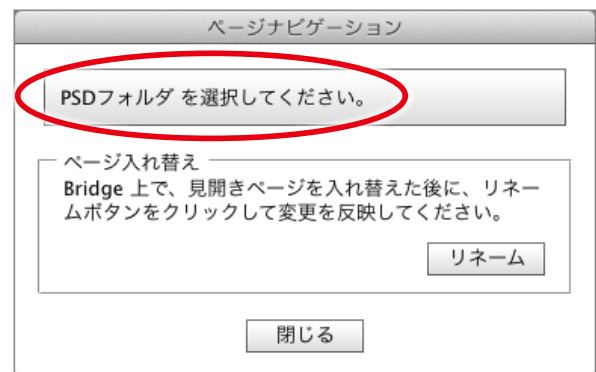 ページナビゲーション
PSDフォルダ を選択してください。
ページ入れ替え
Bridge 上で、見開きページを入れ替えた後に、リネー
ムボタンをクリックして変更を反映してください。
リネーム
閉じる